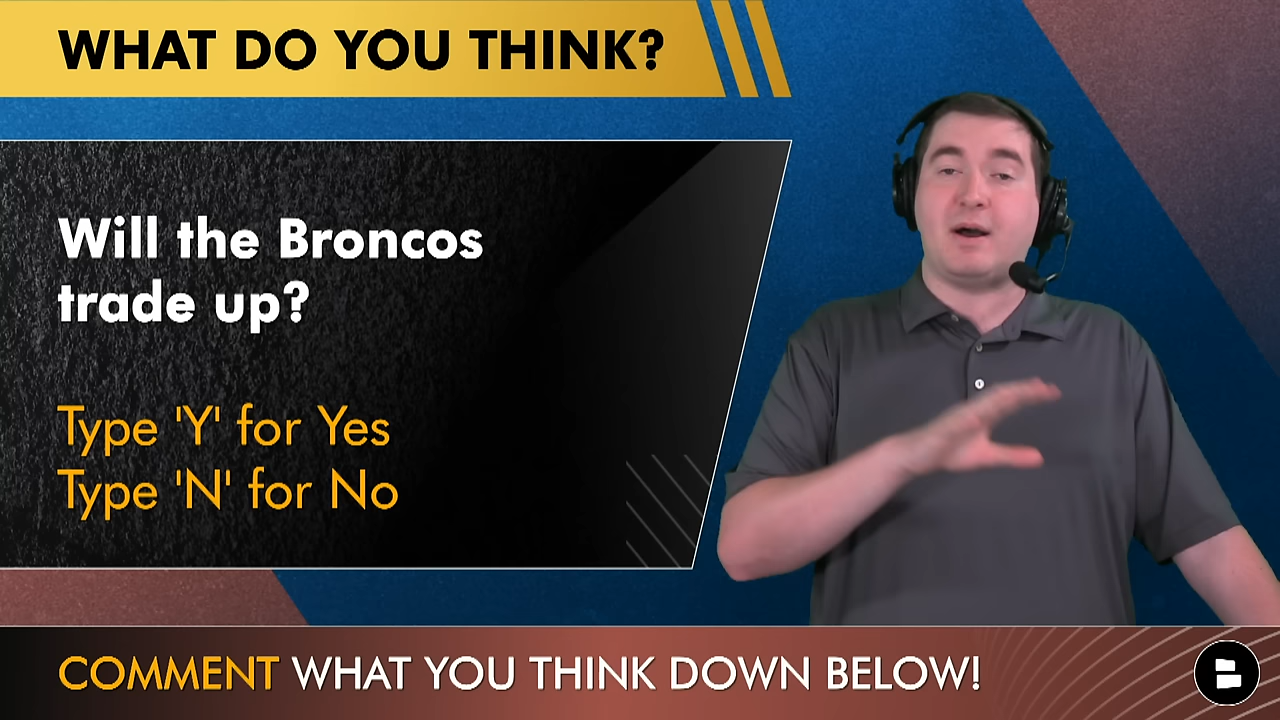 WHAT DO YOU THINK?
Will the Broncos
trade up?
Type 'Y' for Yes
Type 'N' for No
COMMENT WHAT YOU THINK DOWN BELOW!